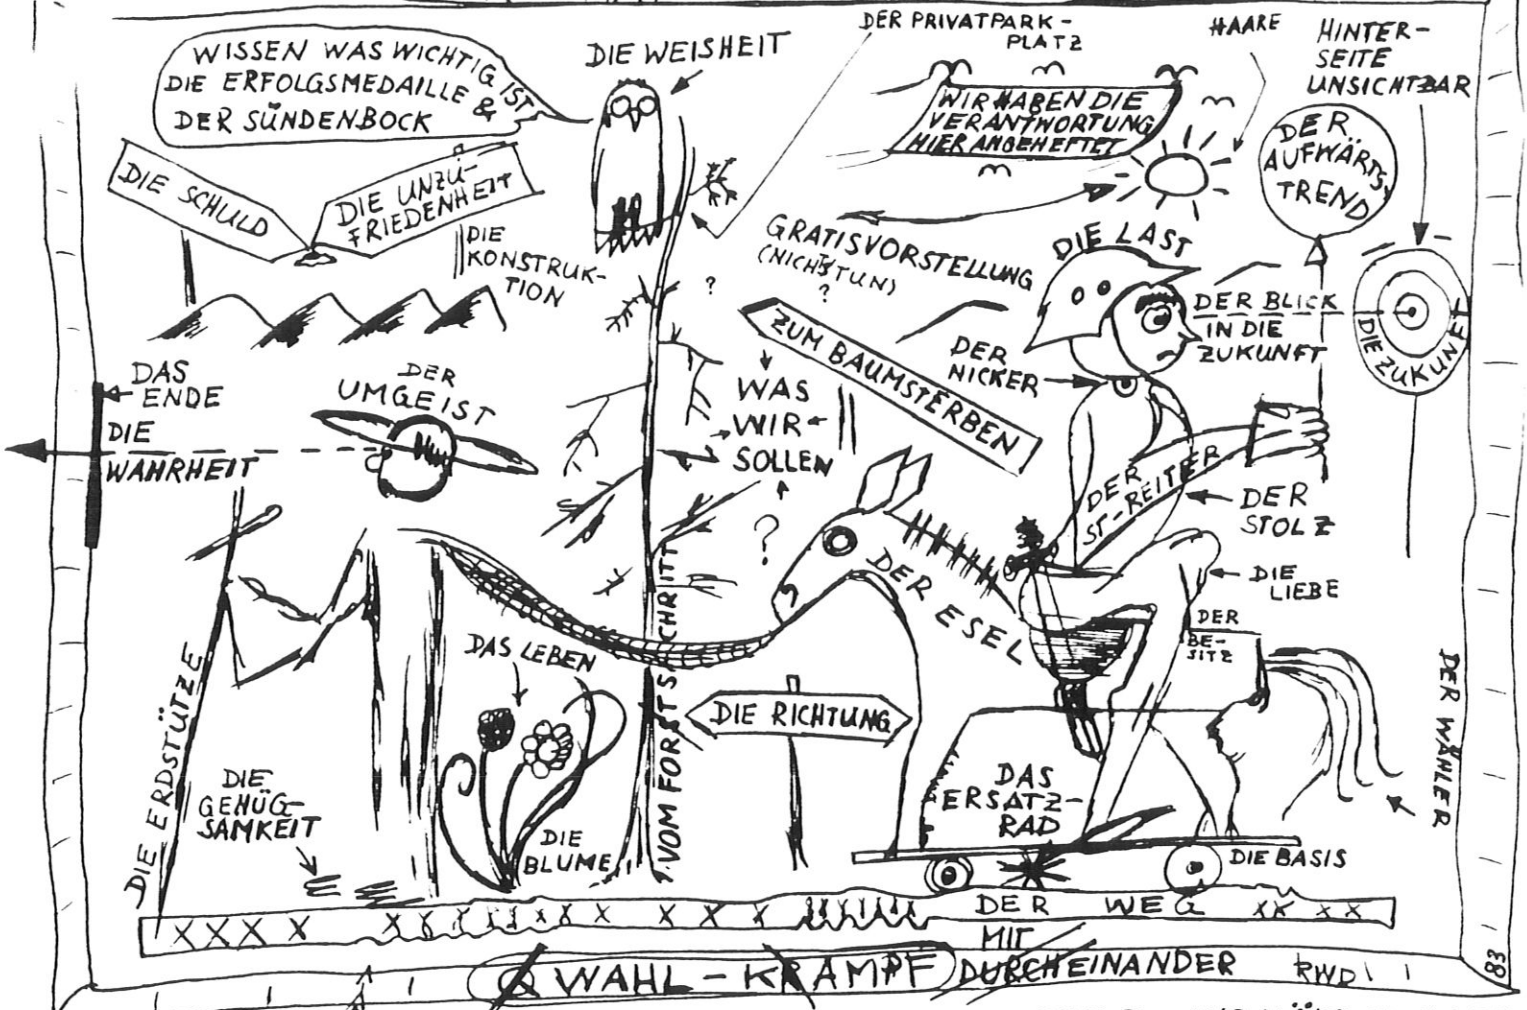 WISSEN WAS WICHTIG IST
DIE ERFOLGSMEDAILLE &
DER SÜNDENBOCK
DIE WEISHEIT
DER PRIVATPARK-
PLATZ
HAARE
HINTER-
SEITE
UNSICHTBAR
WIR HABEN DIE
VERANTWORTUNG
HIER ANGEHEFTET
DER
AUFWÄRTS-
TREND
DIE SCHULD
DIE UNZU-
FRIEDENHEIT
DIE
KONSTRUK-
TION
GRATISVORSTELLUNG
(NICHTSTUN)
?
?
DIE LAST
DER BLICK
IN DIE
ZUKUNFT
DIE ZUKUNFT
ZUM BAUMSTERBEN
DER
NICKER
DAS
ENDE
DIE
WAHRHEIT
DER
UMGEIST
WAS
WIR
SOLLEN
?
DER
ST-REITER
DER
STOLZ
DIE
LIEBE
DER ESEL
DER
BE-
SITZ
DAS LEBEN
DIE RICHTUNG
DIE ERDSTÜTZE
VOM FORSTSCHRITT
DER WÄHLER
DIE
GENÜG-
SAMKEIT
DIE
BLUME
DAS
ERSATZ-
RAD
DIE BASIS
XXXX
DER WEG
XX XX
MIT
Q WAHL-KRAMPF DURCHEINANDER RWD
83